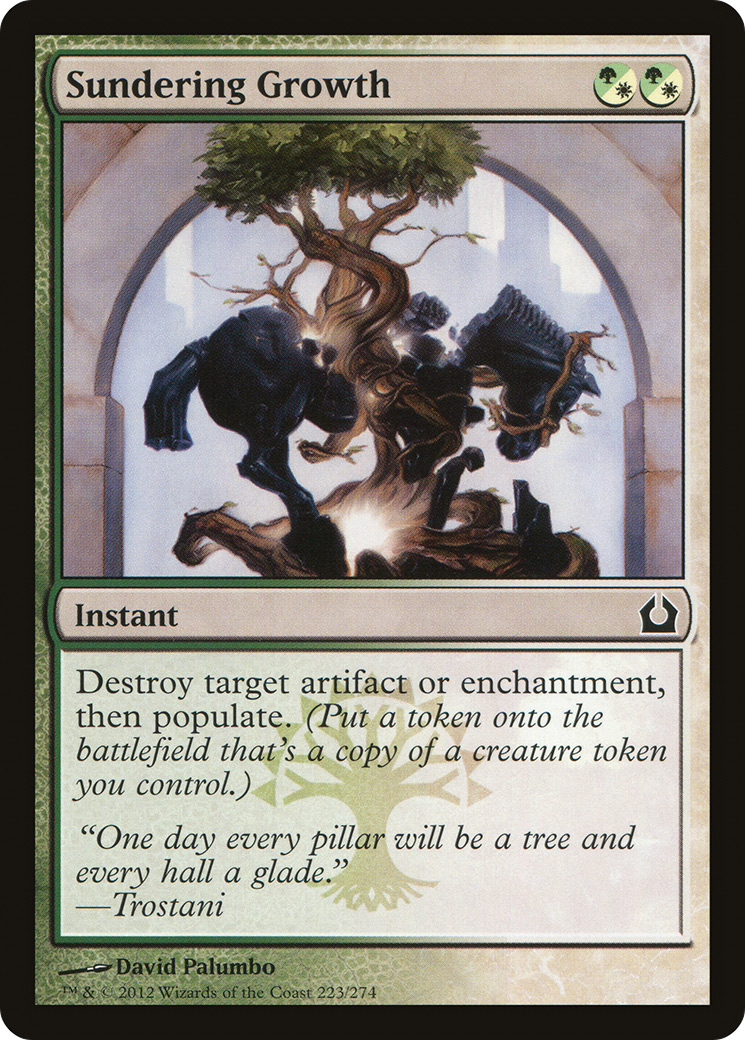 Sundering Growth
Instant
Destroy target artifact or enchantment,
then populate. (Put a token onto the
battlefield that's a copy of a creature token
you control.)
"One day every pillar will be a tree and
every hall a glade."
—Trostani
David Palumbo
™ & © 2012 Wizards of the Coast 223/274